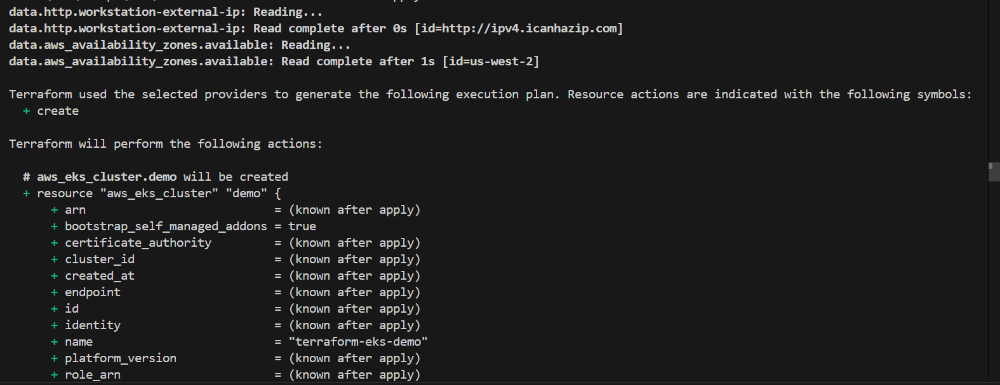 apply
data.http.workstation-external-ip: Reading...
data.http.workstation-external-ip: Read complete after 0s [id=http://ipv4.icanhazip.com]
data.aws_availability_zones.available: Reading...
data.aws_availability_zones.available: Read complete after 1s [id=us-west-2]
Terraform used the selected providers to generate the following execution plan. Resource actions are indicated with the following symbols:
+ create
Terraform will perform the following actions:
# aws_eks_cluster.demo will be created
+ resource "aws_eks_cluster" "demo" {
+ arn = (known after apply)
+ bootstrap_self_managed_addons = true
+ certificate_authority = (known after apply)
+ cluster_id = (known after apply)
+ created_at = (known after apply)
+ endpoint = (known after apply)
+ id = (known after apply)
+ identity = (known after apply)
+ name = "terraform-eks-demo"
+ platform_version = (known after apply)
+ role_arn = (known after apply)